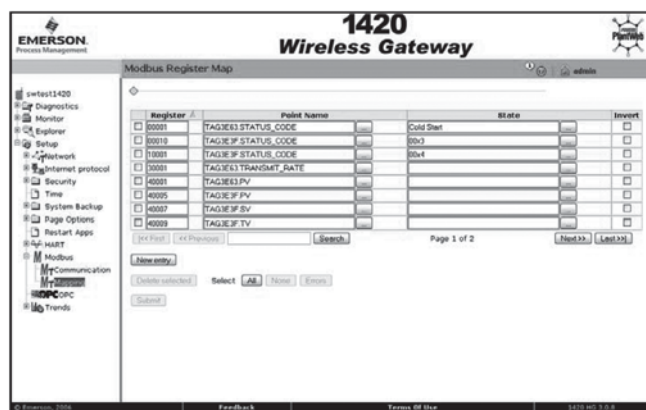 EMERSON.
Process Management
1420
Wireless Gateway
PlantWeb
Modbus Register Map
admin
swtest1420
Diagnostics
Monitor
Explorer
Setup
Network
Internet protocol
Security
Time
System Backup
Page Options
Restart Apps
HART
Modbus
Communication
Mapping
OPC
Trends
Register Point Name State Invert
00001 TAG3E63.STATUS_CODE ... Cold Start ...
00010 TAG3E3F.STATUS_CODE ... 00x3 ...
10001 TAG3E3F.STATUS_CODE ... 00x4 ...
30001 TAG3E63.TRANSMIT_RATE ... ...
40001 TAG3E63.PV ... ...
40005 TAG3E3F.PV ... ...
40007 TAG3E3F.SV ... ...
40009 TAG3E3F.TV ... ...
|<< First << Previous Search Page 1 of 2 Next >> Last >>|
New entry
Delete selected Select All None Errors
Submit
© Emerson, 2006 Feedback Terms Of Use